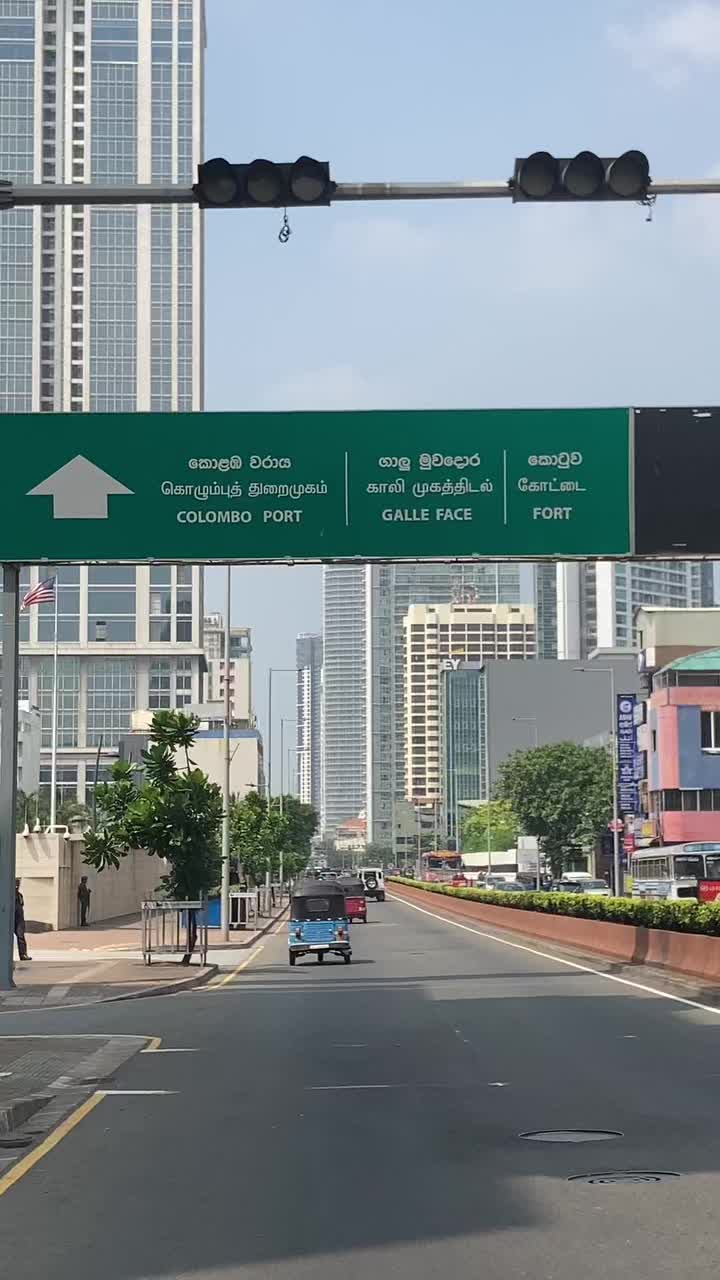 කොළඹ වරාය
கொழும்புத் துறைமுகம்
COLOMBO PORT
ගාලු මුවදොර
காலி முகத்திடல்
GALLE FACE
කොටුව
கோட்டை
FORT
EY